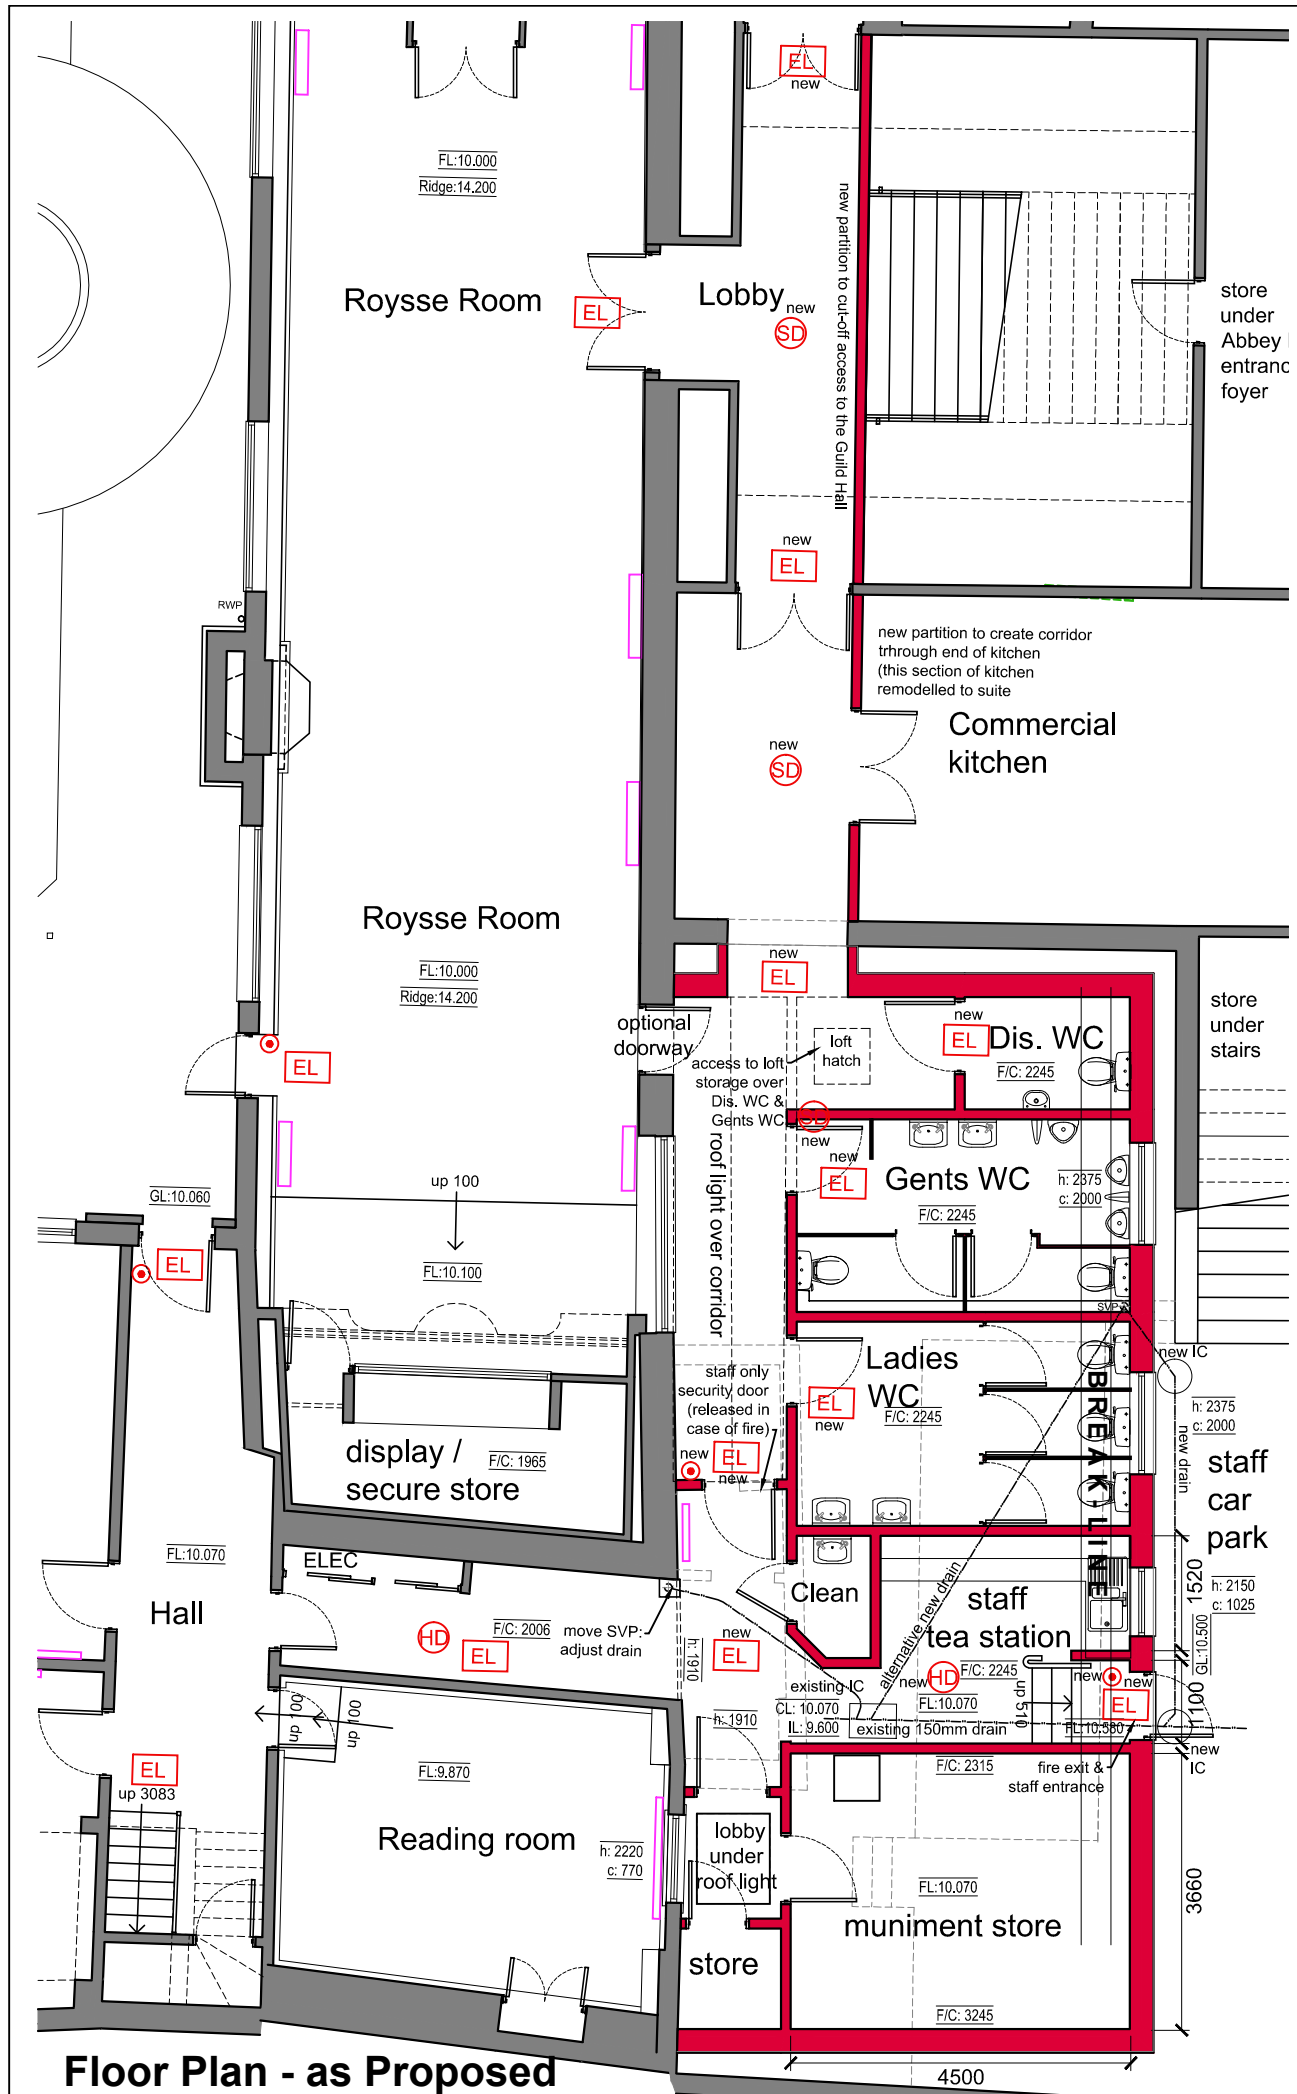 EL
new
FL:10.000
Ridge:14.200
Roysse Room
EL
Lobby
new
SD
new partition to cut-off access to the Guild Hall
store
under
Abbey
entranc
foyer
new
EL
RWP
new partition to create corridor
trhrough end of kitchen
(this section of kitchen
remodelled to suite
Commercial
kitchen
new
SD
Roysse Room
FL:10.000
Ridge:14.200
new
EL
optional
doorway
access to loft
storage over
Dis. WC &
Gents WC
loft
hatch
new
EL
Dis. WC
F/C: 2245
store
under
stairs
EL
SD
new
new
EL
Gents WC
F/C: 2245
h: 2375
c: 2000
roof light over corridor
up 100
GL:10.060
EL
FL:10.100
SVP
new IC
Ladies
WC
F/C: 2245
EL
new
staff only
security door
(released in
case of fire)
new
EL
new
BREAK-LINE
h: 2375
c: 2000
new drain
staff
car
park
display /
secure store
F/C: 1965
FL:10.070
ELEC
Hall
HD
F/C: 2006
EL
move SVP:
adjust drain
h: 1910
new
EL
Clean
staff
tea station
alternative new drain
F/C: 2245
new
HD
FL:10.070
up 510
new
new
EL
FL:10.580
1520
h: 2150
c: 1025
GL:10.500
1100
existing IC
CL: 10.070
IL: 9.600
existing 150mm drain
h: 1910
new
IC
fire exit &
staff entrance
up 100
up 100
EL
up 3083
FL:9.870
Reading room
h: 2220
c: 770
lobby
under
roof light
F/C: 2315
FL:10.070
muniment store
3660
store
F/C: 3245
4500
Floor Plan - as Proposed